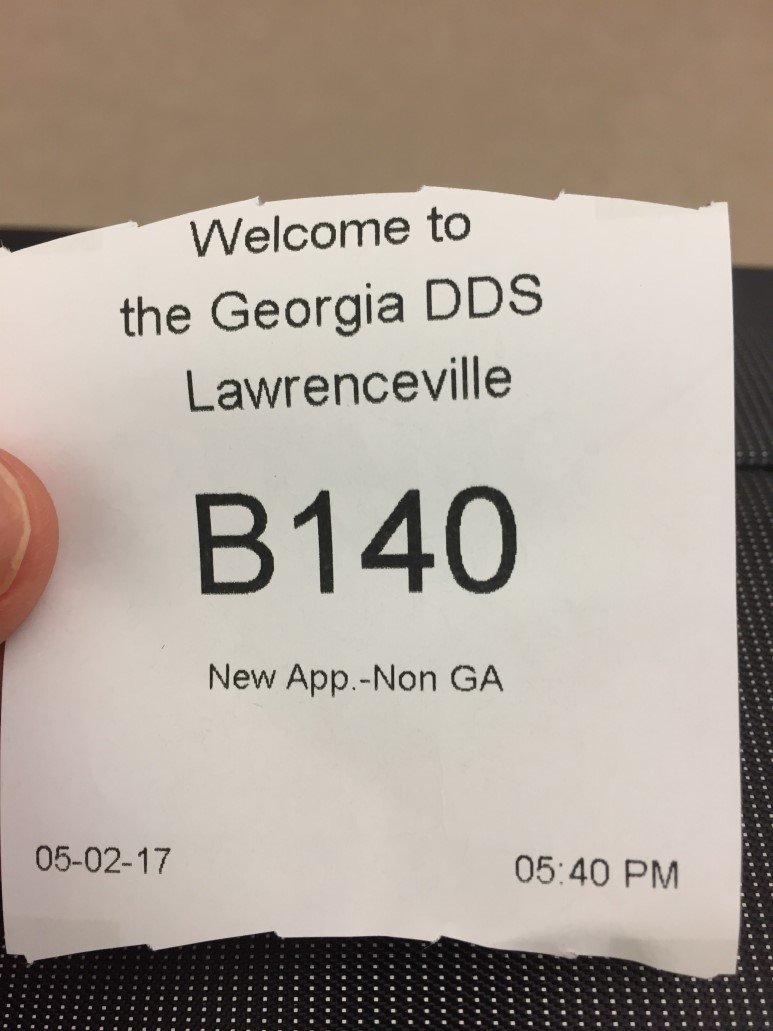 Welcome to
the Georgia DDS
Lawrenceville
B140
New App.-Non GA
05-02-17 05:40 PM